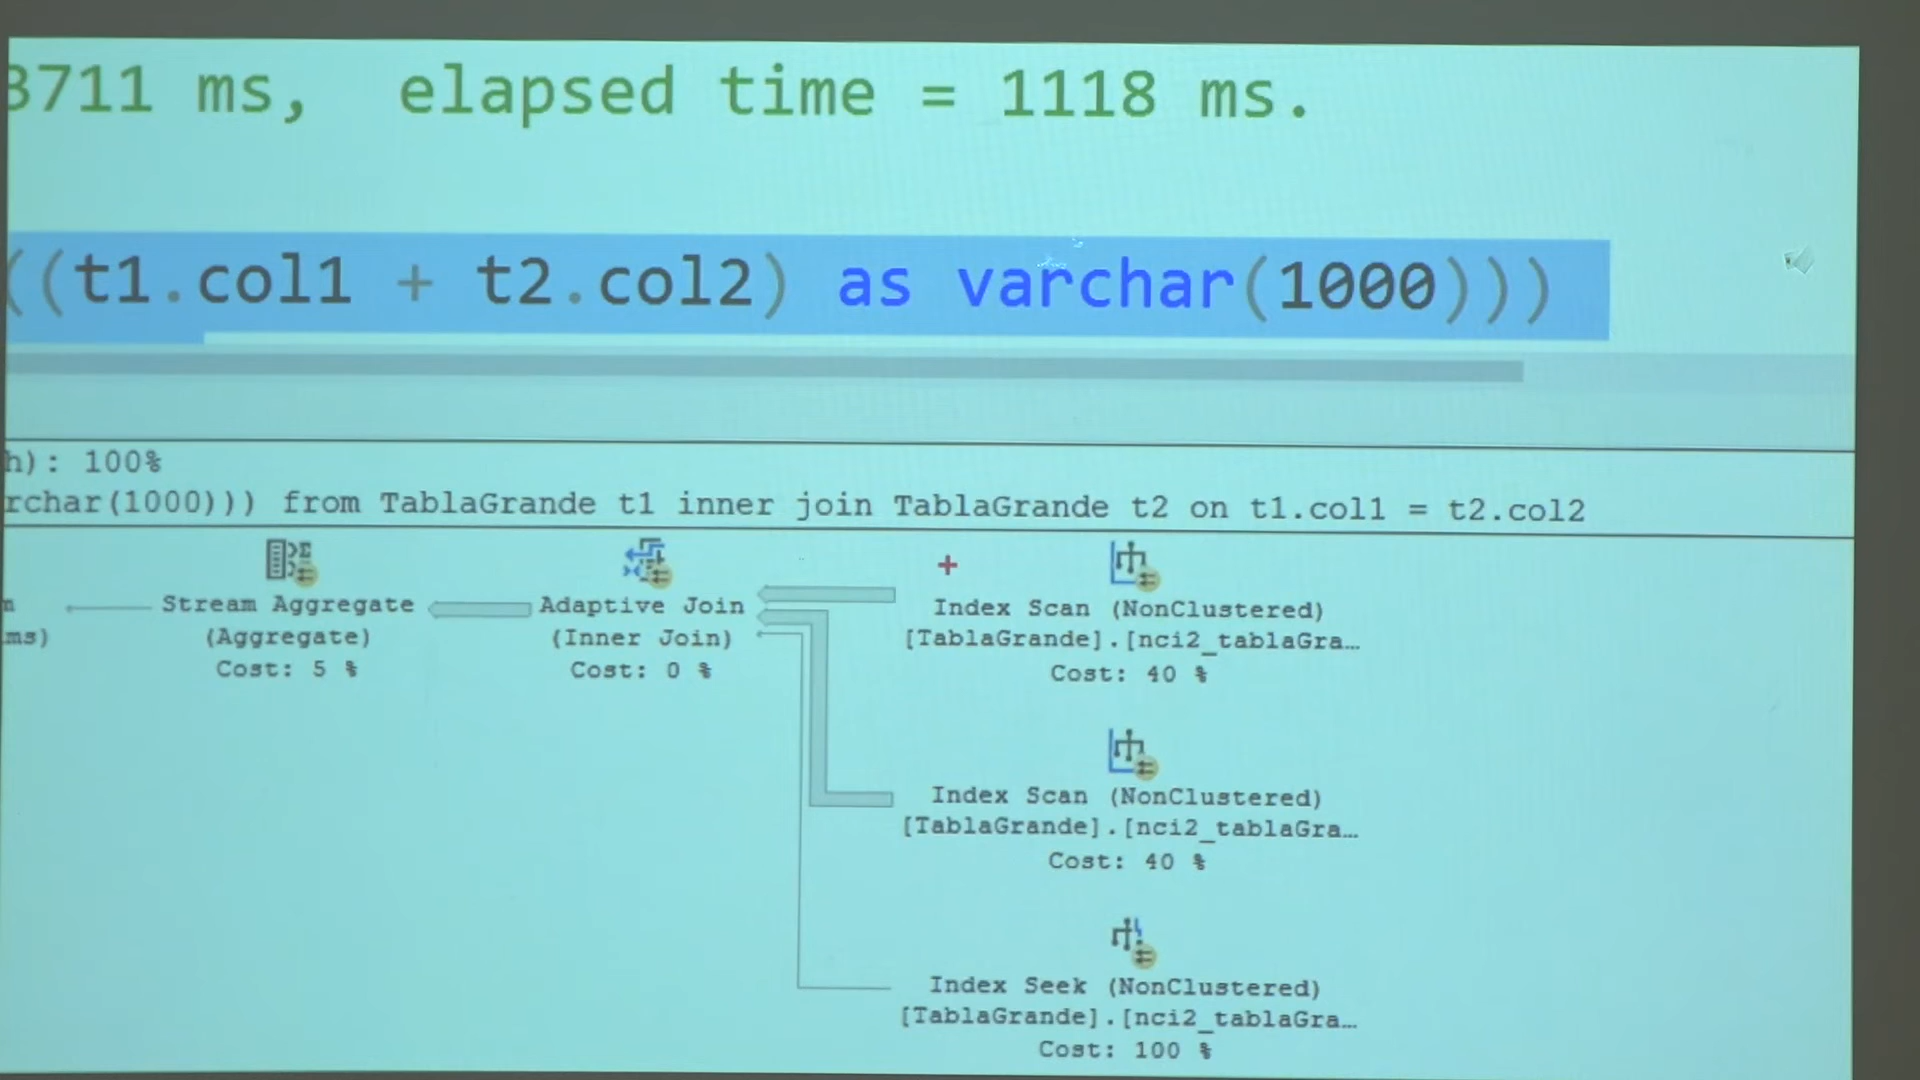 3711 ms,  elapsed time = 1118 ms.
((t1.col1 + t2.col2) as varchar(1000)))
h): 100%
rchar(1000))) from TablaGrande t1 inner join TablaGrande t2 on t1.col1 = t2.col2
Stream Aggregate
(Aggregate)
Cost: 5 %
ms)
Adaptive Join
(Inner Join)
Cost: 0 %
Index Scan (NonClustered)
[TablaGrande].[nci2_tablaGra…
Cost: 40 %
Index Scan (NonClustered)
[TablaGrande].[nci2_tablaGra…
Cost: 40 %
Index Seek (NonClustered)
[TablaGrande].[nci2_tablaGra…
Cost: 100 %